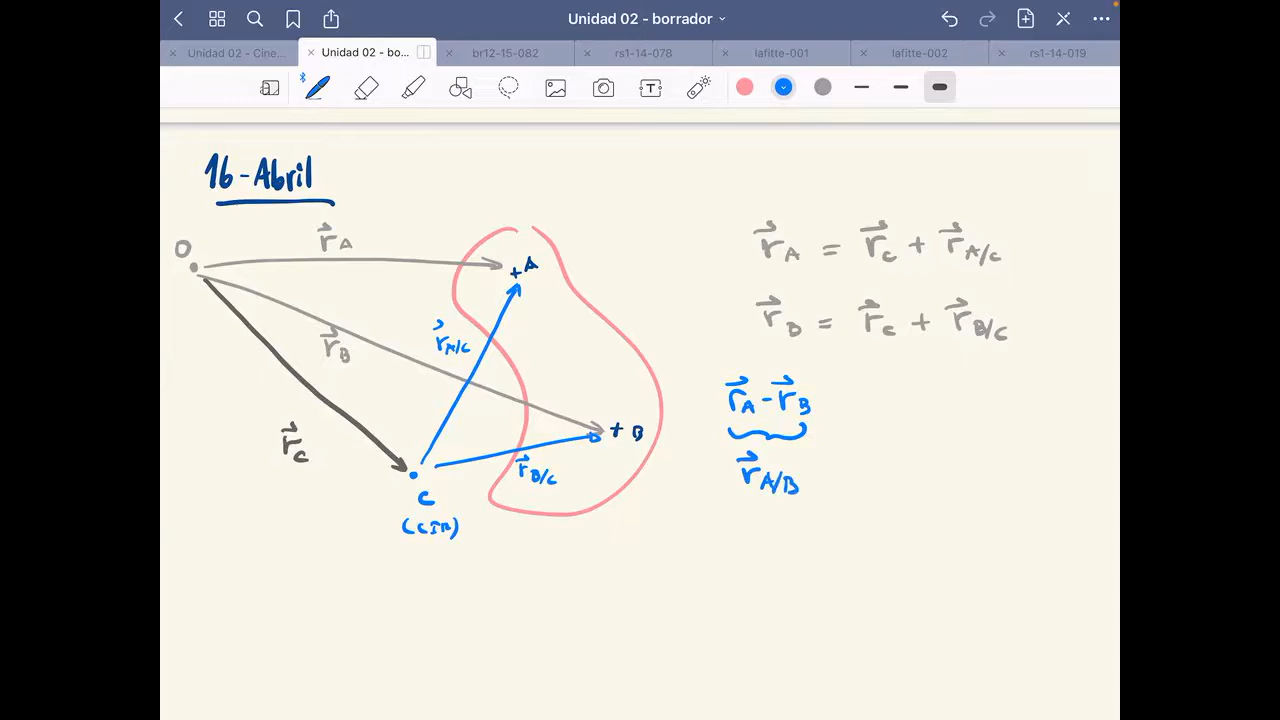 Unidad 02 - borrador
Unidad 02 - Cine...
Unidad 02 - bo...
br12-15-082
rs1-14-078
lafitte-001
lafitte-002
rs1-14-019
T
16-Abril
O
r⃗A
A
r⃗A = r⃗C + r⃗A/C
r⃗B = r⃗C + r⃗B/C
r⃗B
r⃗A/C
r⃗A - r⃗B
r⃗A/B
r⃗C
B
r⃗B/C
C
(CIR)